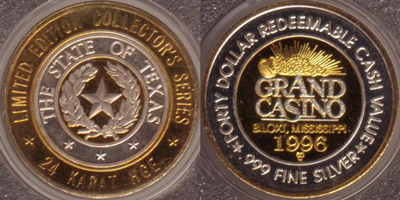 LIMITED EDITION COLLECTOR'S SERIES
THE STATE OF TEXAS
24 KARAT HGE
FORTY DOLLAR REDEEMABLE CASH VALUE
GRAND
CASINO
BILOXI, MISSISSIPPI
1996
.999 FINE SILVER